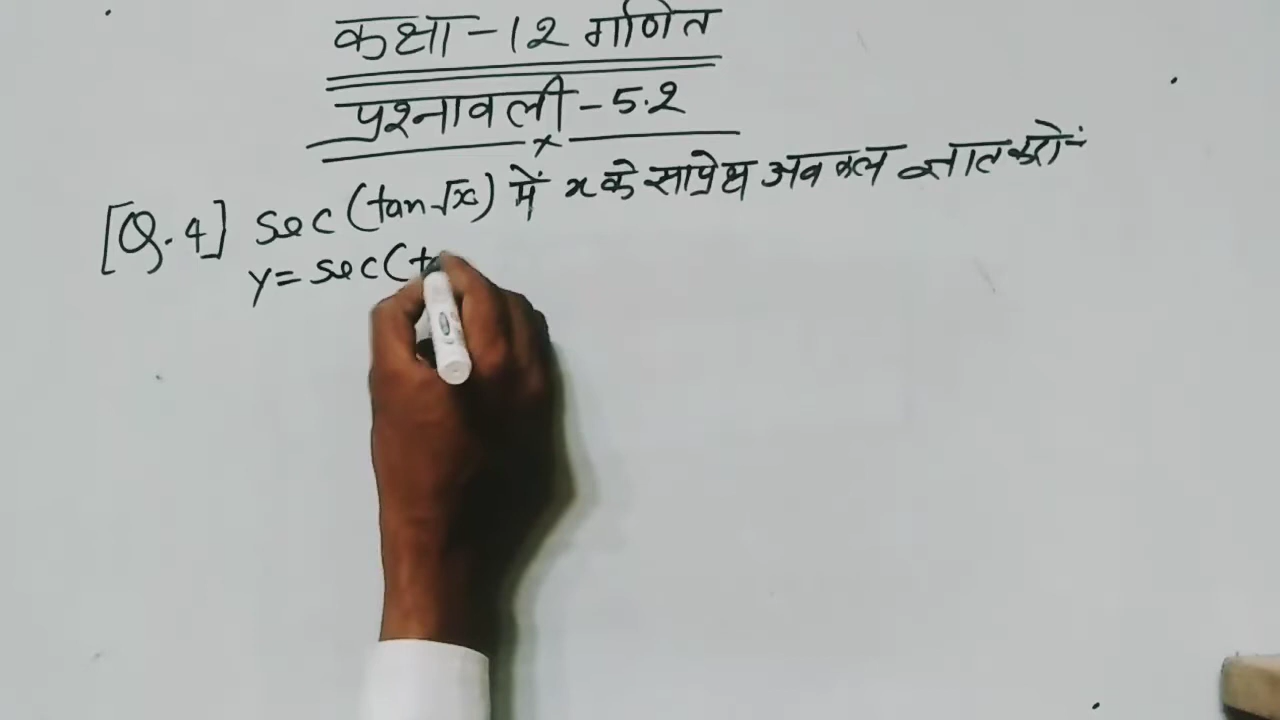 कक्षा-12 गणित
प्रश्नावली-5.2
[Q.4] sec(tan√x) में x के सापेक्ष अवकल ज्ञात करो:-
y= sec(t